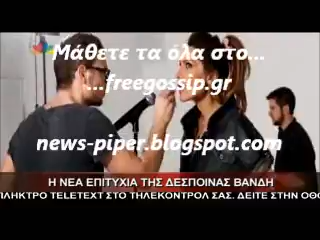 Μάθετε τα όλα στο...
...freegossip.gr
news-piper.blogspot.com
Η ΝΕΑ ΕΠΙΤΥΧΙΑ ΤΗΣ ΔΕΣΠΟΙΝΑΣ ΒΑΝΔΗ
ΠΛΗΚΤΡΟ TELETEXT ΣΤΟ ΤΗΛΕΚΟΝΤΡΟΛ ΣΑΣ. ΔΕΙΤΕ ΣΤΗΝ ΟΘΟ